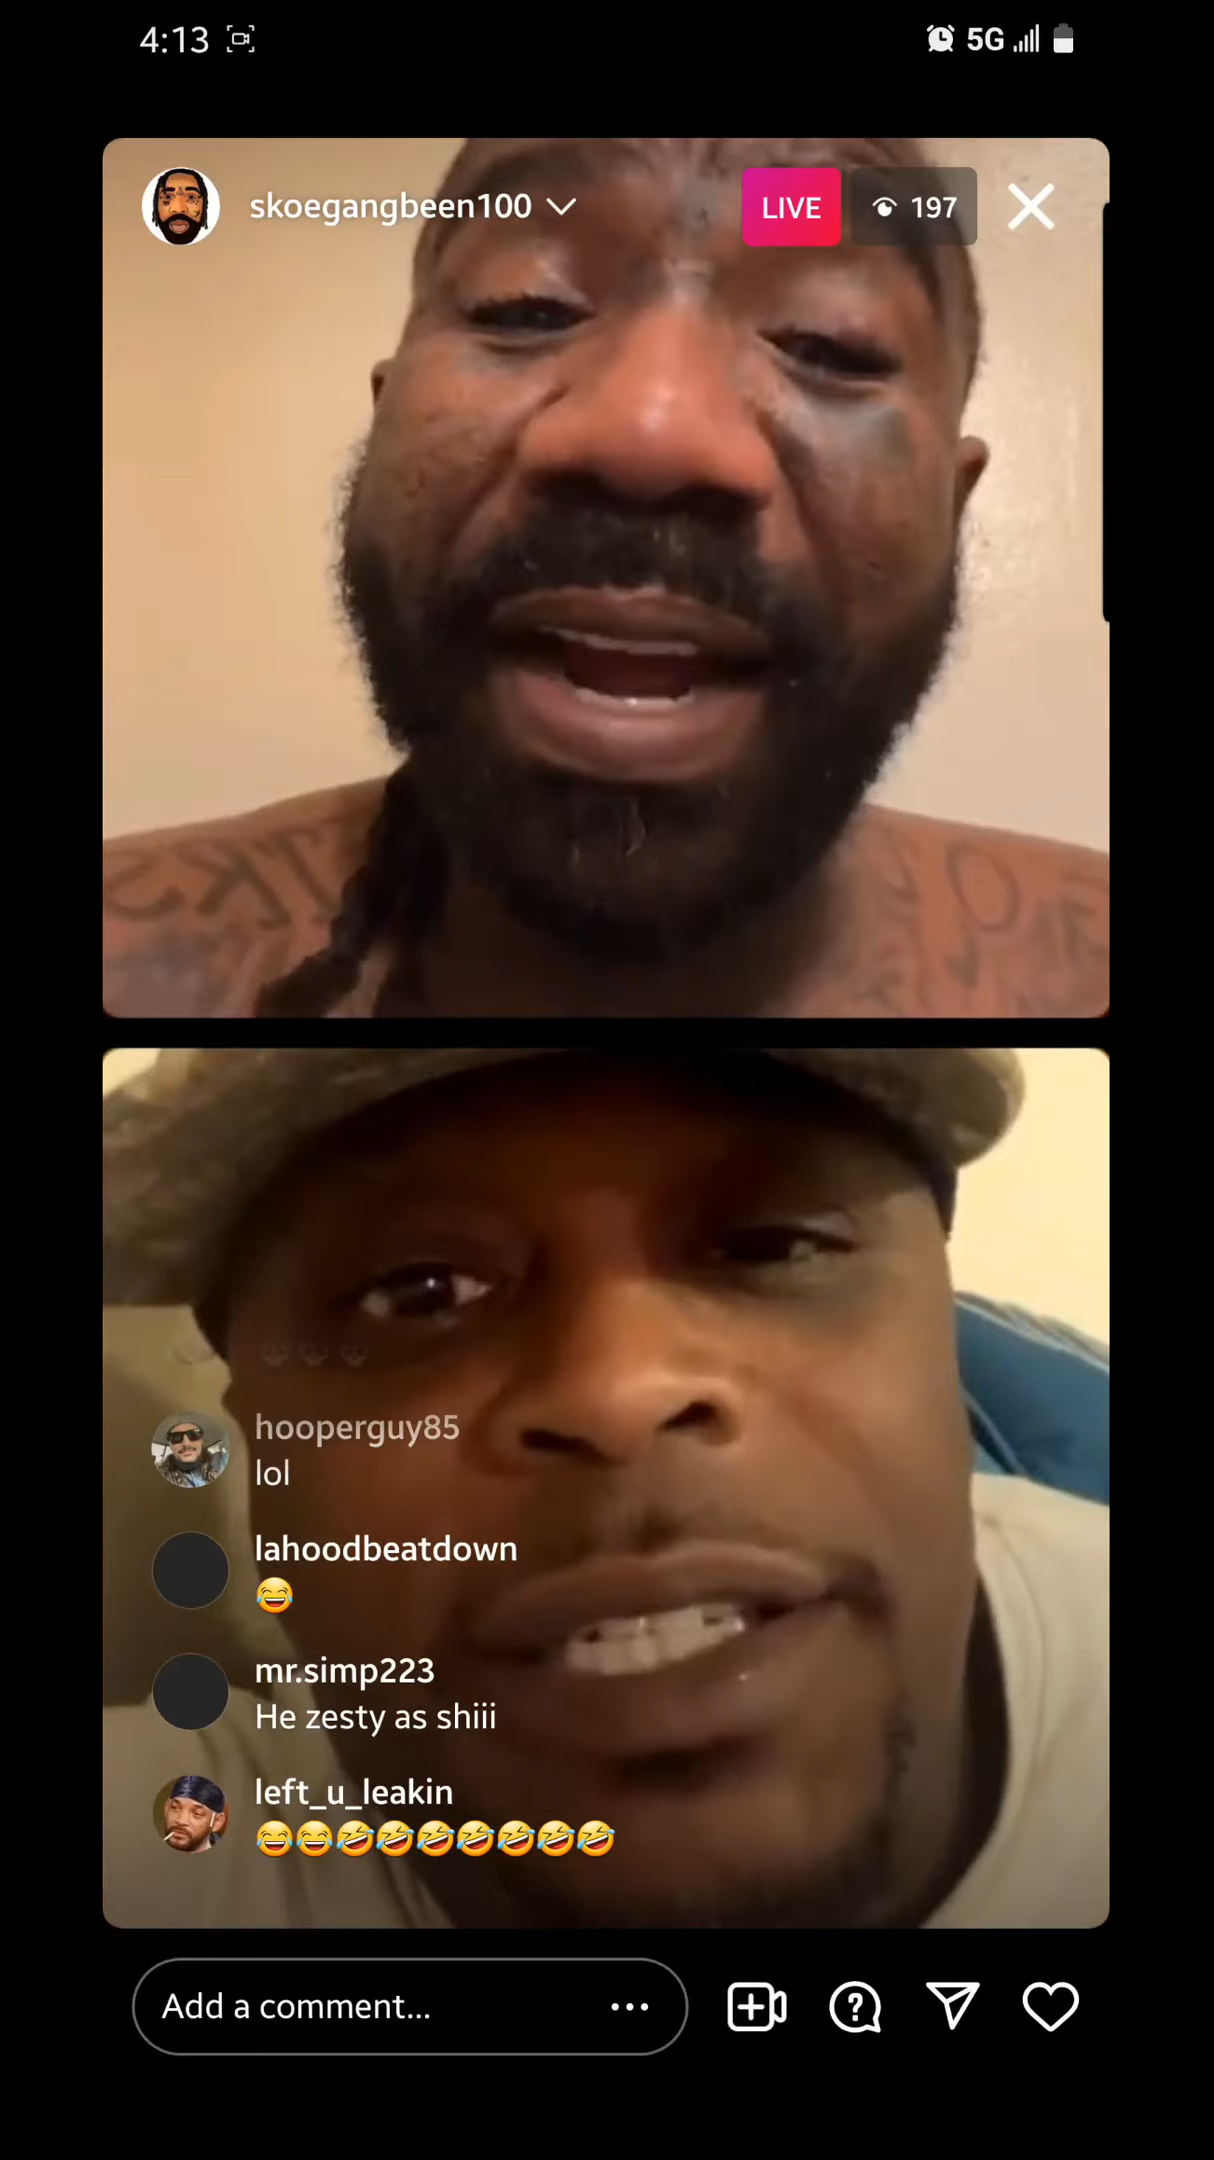 4:13
5G
skoegangbeen100
LIVE
197
hooperguy85
lol
lahoodbeatdown
😂
mr.simp223
He zesty as shiii
left_u_leakin
😂😂🤣🤣🤣🤣🤣🤣🤣
Add a comment...